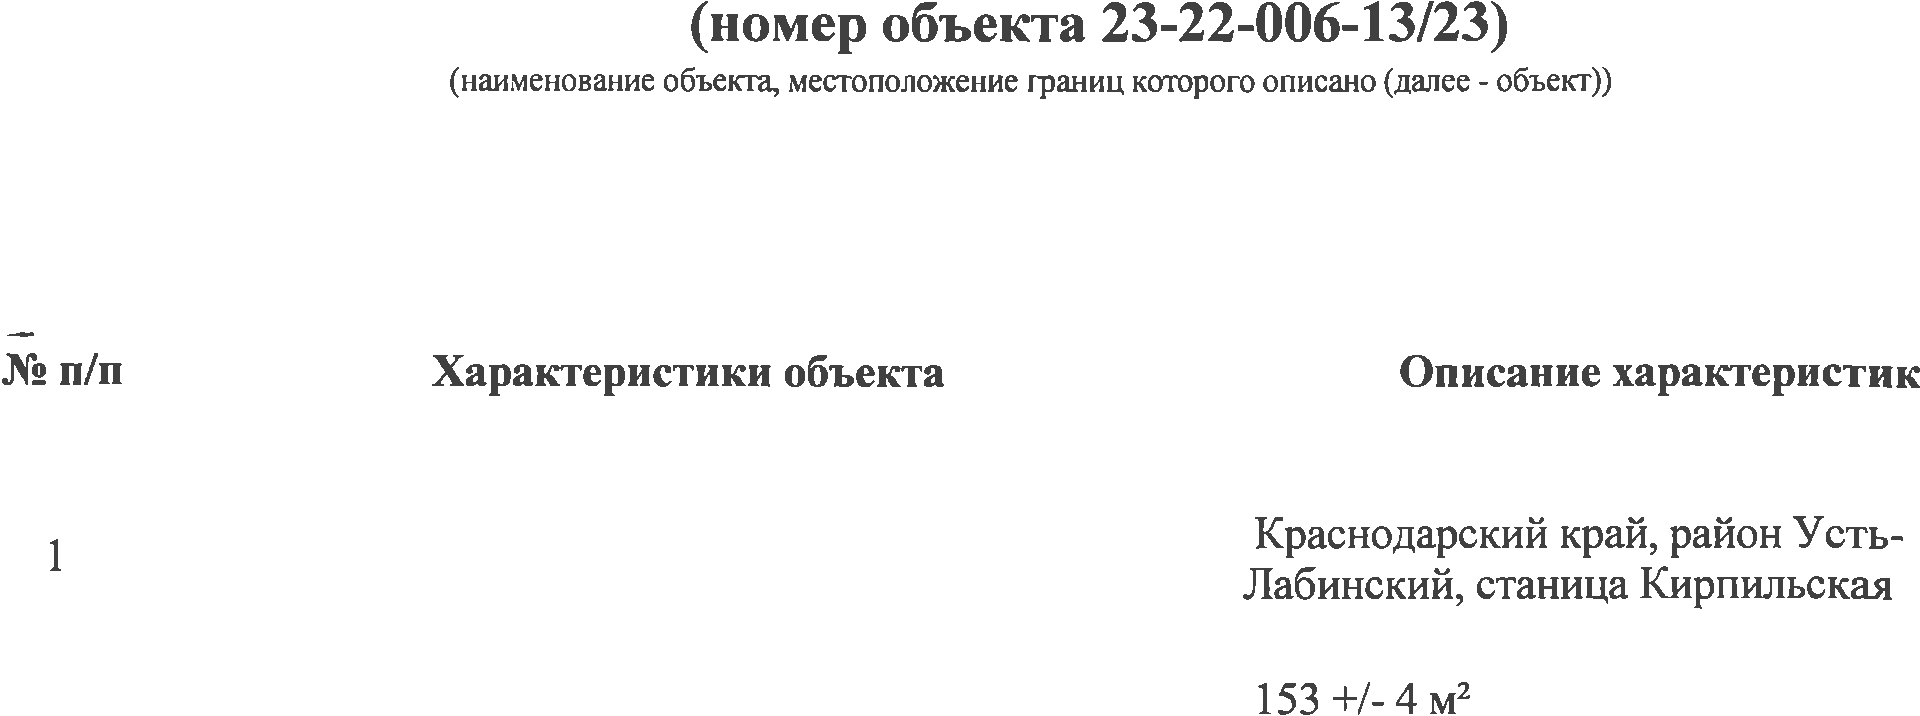 (номер объекта 23-22-006-13/23)
(наименование объекта, местоположение границ которого описано (далее - объект))
№ п/п Характеристики объекта Описание характеристик
1 Краснодарский край, район Усть-
Лабинский, станица Кирпильская
153 +/- 4 м²